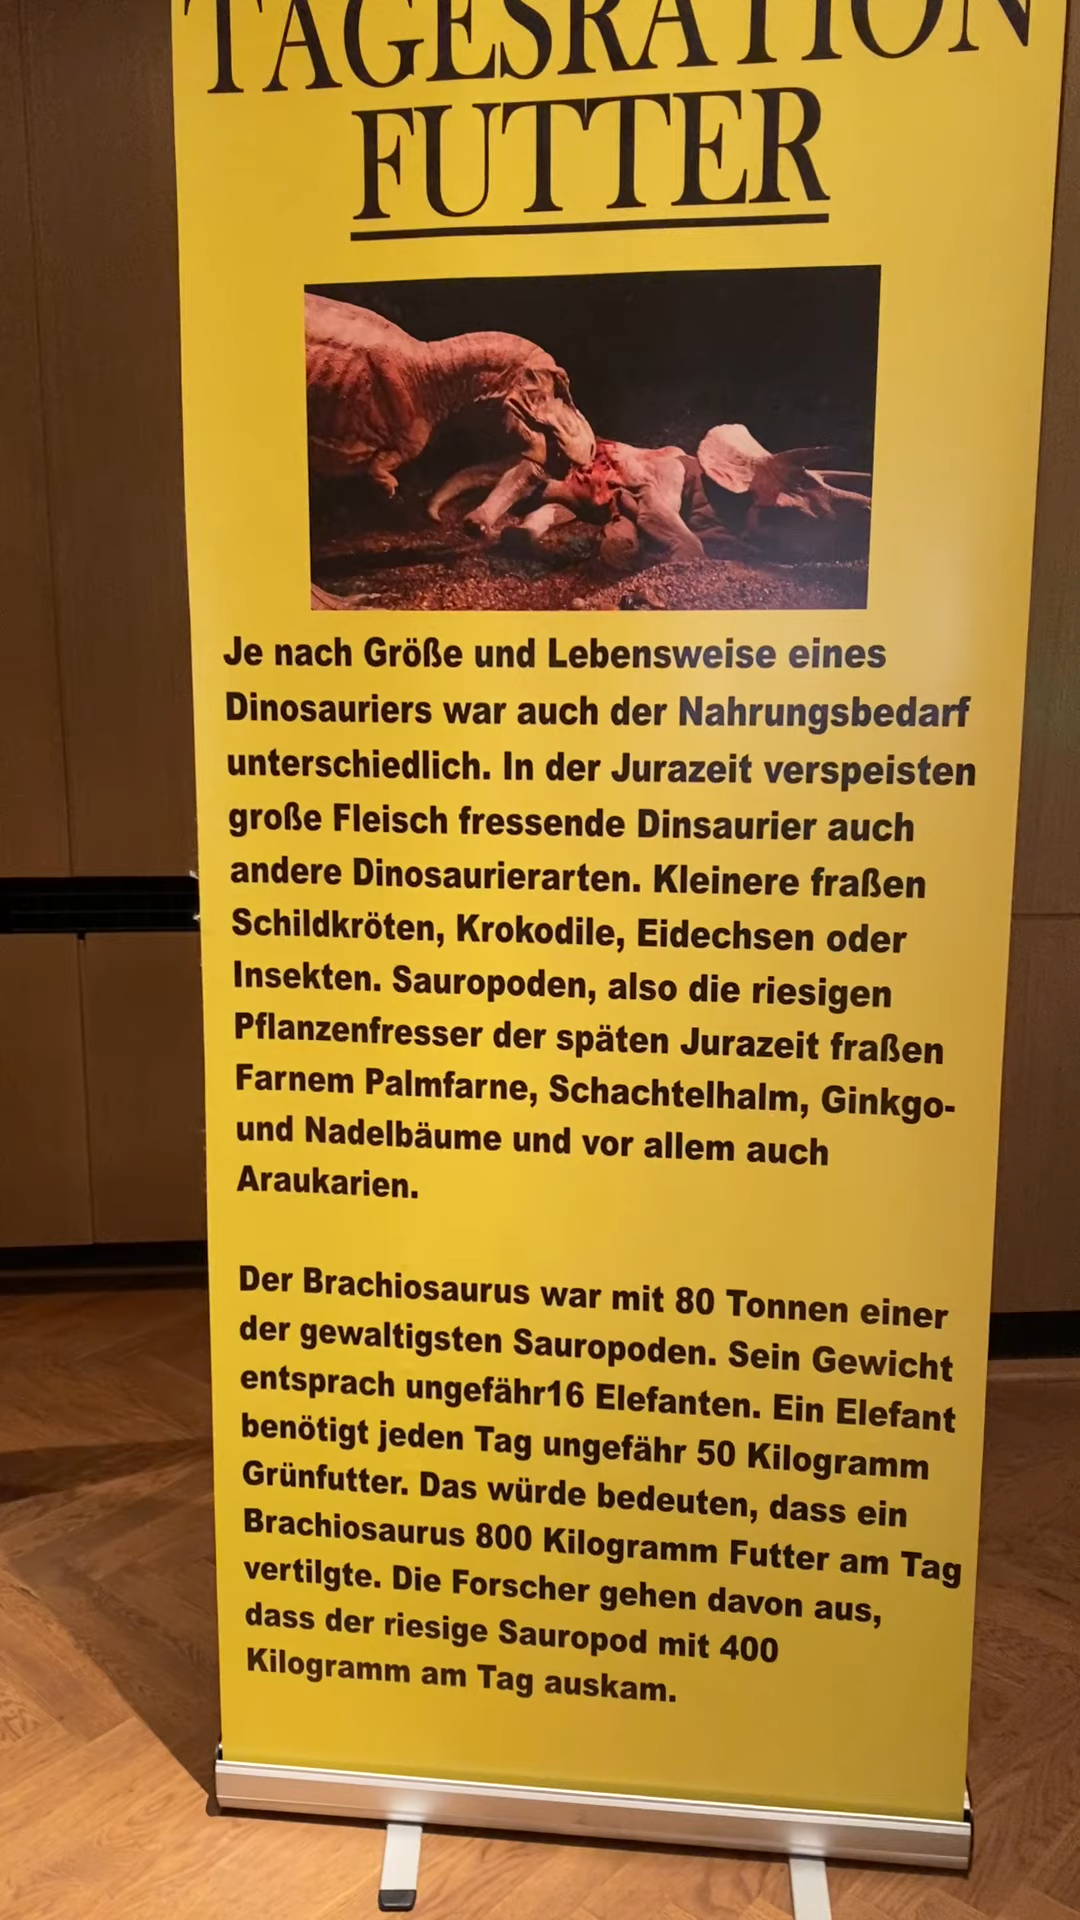 TAGESRATION
FUTTER
Je nach Größe und Lebensweise eines
Dinosauriers war auch der Nahrungsbedarf
unterschiedlich. In der Jurazeit verspeisten
große Fleisch fressende Dinsaurier auch
andere Dinosaurierarten. Kleinere fraßen
Schildkröten, Krokodile, Eidechsen oder
Insekten. Sauropoden, also die riesigen
Pflanzenfresser der späten Jurazeit fraßen
Farnem Palmfarne, Schachtelhalm, Ginkgo-
und Nadelbäume und vor allem auch
Araukarien.
Der Brachiosaurus war mit 80 Tonnen einer
der gewaltigsten Sauropoden. Sein Gewicht
entsprach ungefähr16 Elefanten. Ein Elefant
benötigt jeden Tag ungefähr 50 Kilogramm
Grünfutter. Das würde bedeuten, dass ein
Brachiosaurus 800 Kilogramm Futter am Tag
vertilgte. Die Forscher gehen davon aus,
dass der riesige Sauropod mit 400
Kilogramm am Tag auskam.